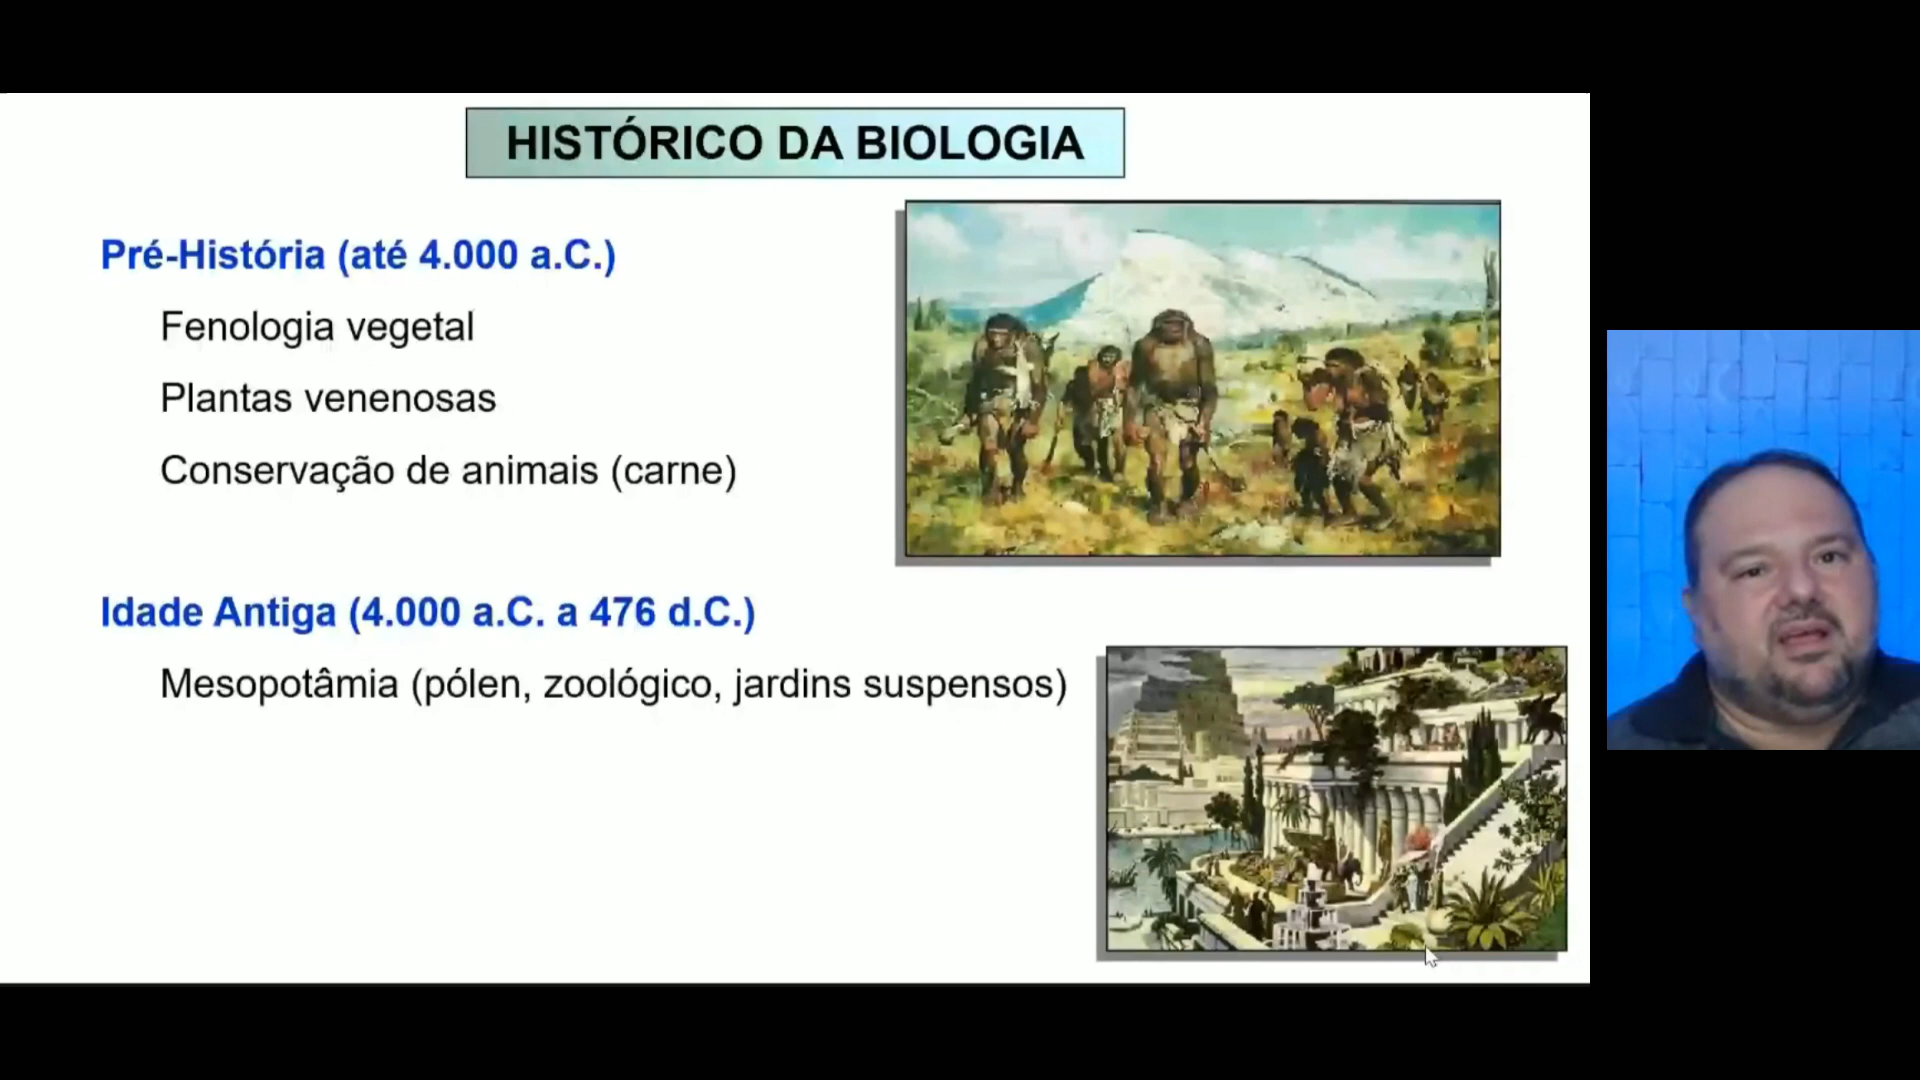 HISTÓRICO DA BIOLOGIA
Pré-História (até 4.000 a.C.)
Fenologia vegetal
Plantas venenosas
Conservação de animais (carne)
Idade Antiga (4.000 a.C. a 476 d.C.)
Mesopotâmia (pólen, zoológico, jardins suspensos)